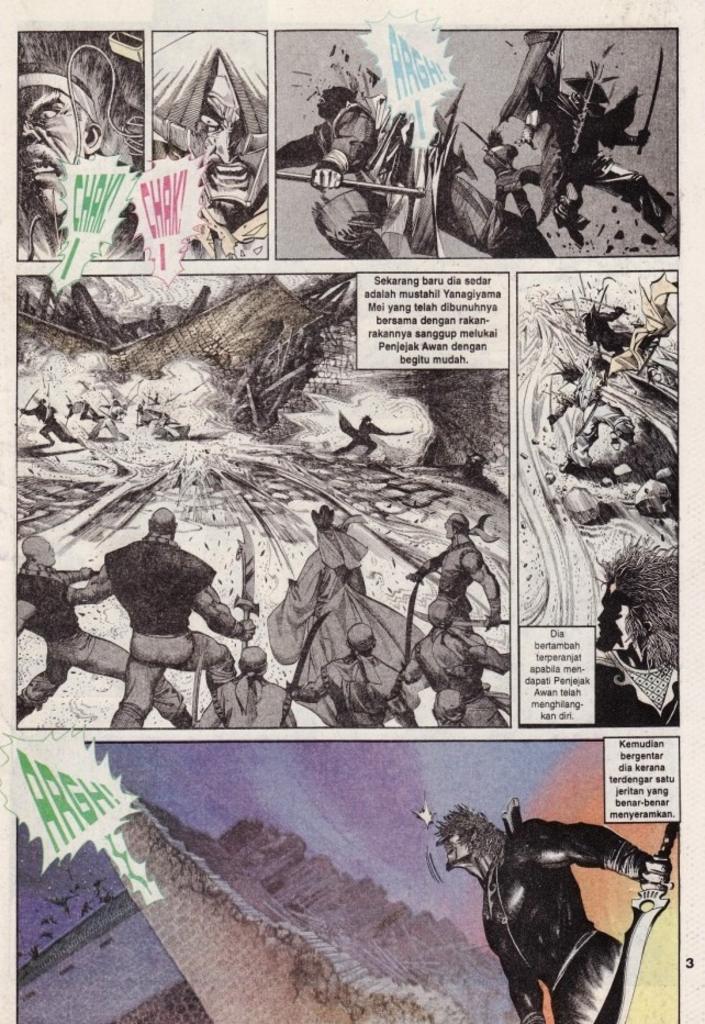 CHAK!
CHAK!
ARGH!
Sekarang baru dia sedar
adalah mustahil Yanagiyama
Mei yang telah dibunuhnya
bersama dengan rakan-
rakannya sanggup melukai
Penjejak Awan dengan
begitu mudah.
Dia
bertambah
terperanjat
apabila men-
dapati Penjejak
Awan telah
menghilang-
kan diri.
Kemudian
bergentar
dia kerana
terdengar satu
jeritan yang
benar-benar
menyeramkan.
ARGH!
3